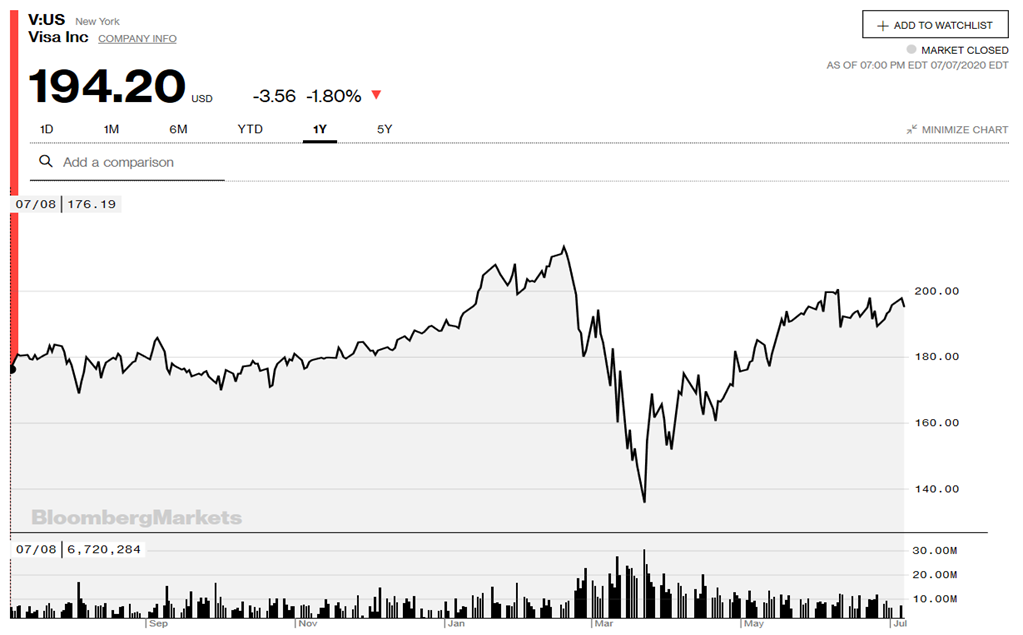 V:US New York
Visa Inc COMPANY INFO
+ ADD TO WATCHLIST
MARKET CLOSED
AS OF 07:00 PM EDT 07/07/2020 EDT
194.20 USD -3.56 -1.80%
1D 1M 6M YTD 1Y 5Y
MINIMIZE CHART
Add a comparison
07/08 176.19
200.00
180.00
160.00
140.00
BloombergMarkets
07/08 6,720,284
30.00M
20.00M
10.00M
Sep Nov Jan Mar May Jul